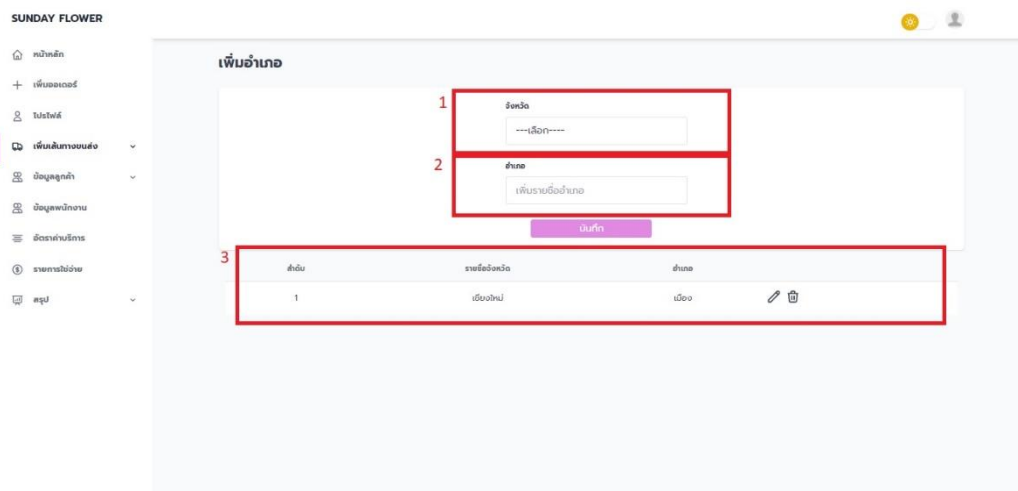 SUNDAY FLOWER
หน้าหลัก
เพิ่มออเดอร์
โปรไฟล์
เพิ่มเส้นทางขนส่ง
ข้อมูลลูกค้า
ข้อมูลพนักงาน
อัตราค่าบริการ
รายการใช้จ่าย
สรุป
เพิ่มอำเภอ
1
จังหวัด
---เลือก----
2
อำเภอ
เพิ่มรายชื่ออำเภอ
บันทึก
3
ลำดับ รายชื่อจังหวัด อำเภอ
1 เชียงใหม่ เมือง